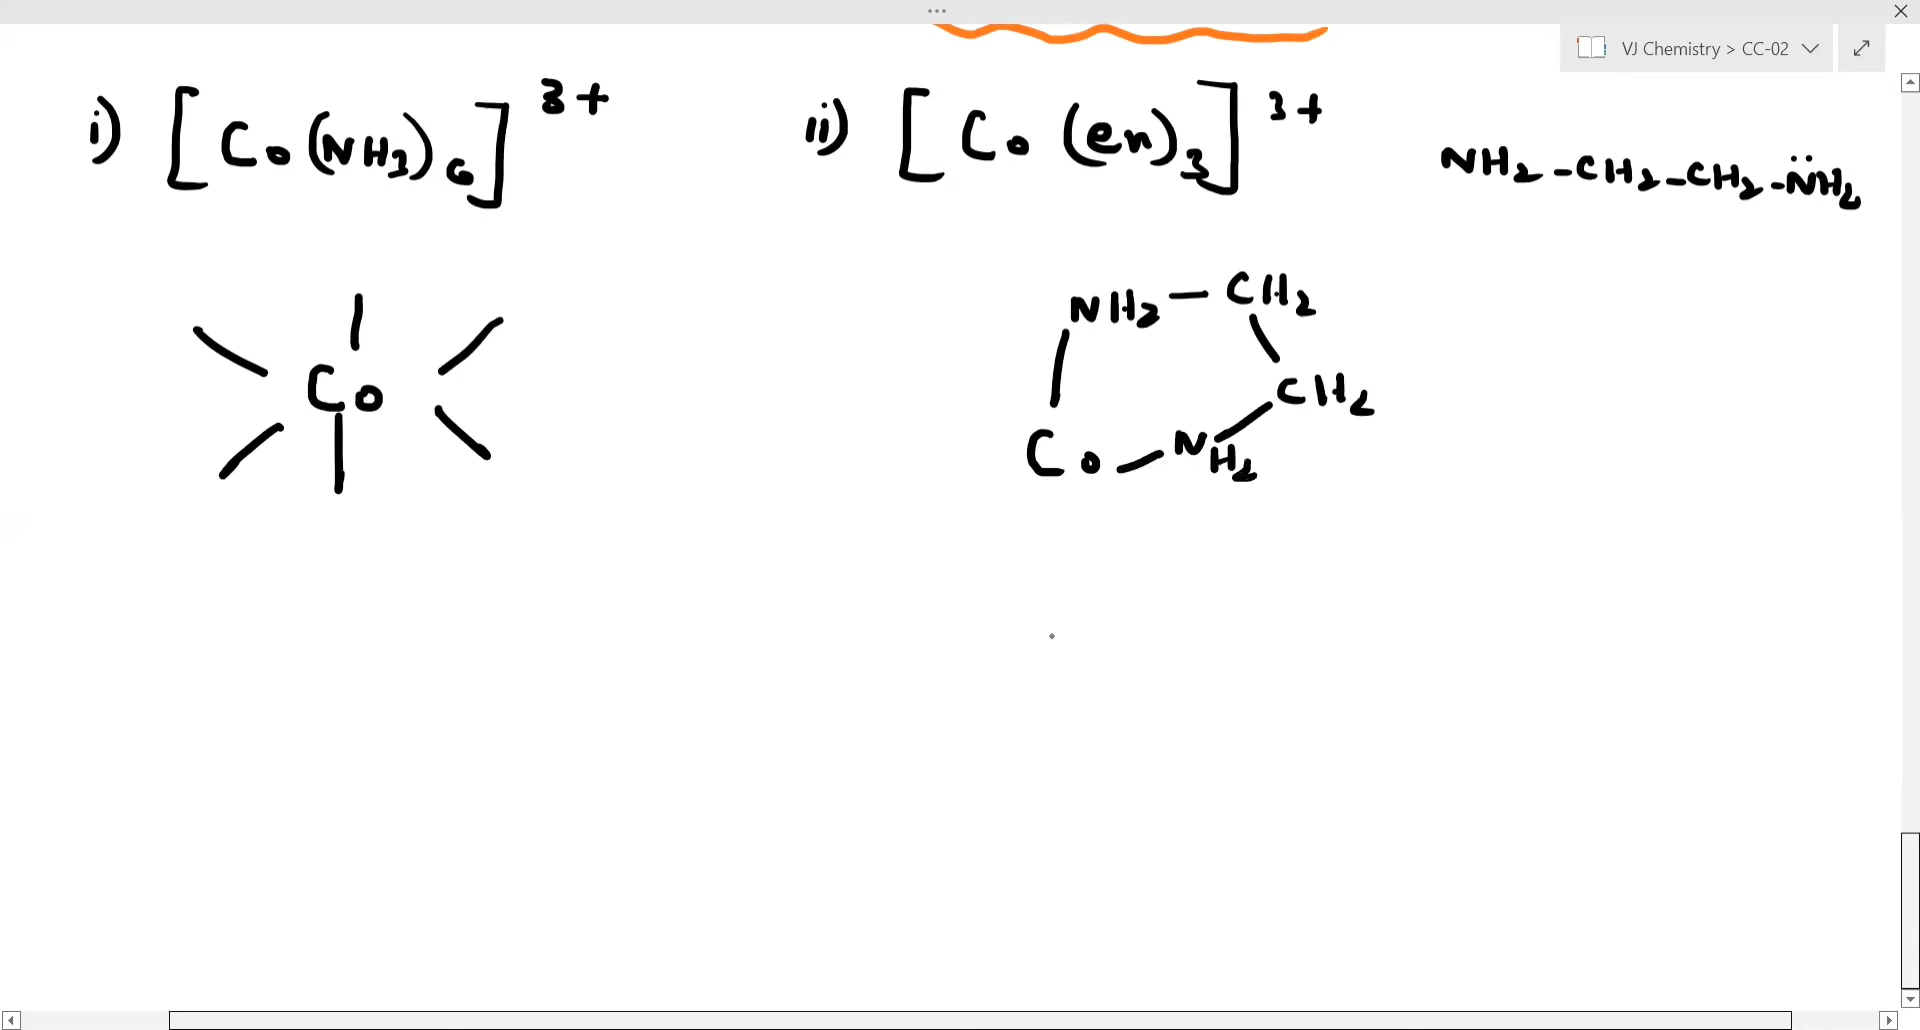 VJ Chemistry > CC-02
i) [Co(NH3)6]3+
ii) [Co(en)3]3+
NH2-CH2-CH2-N̈H2
NH2 - CH2
CH2
Co
Co - NH2